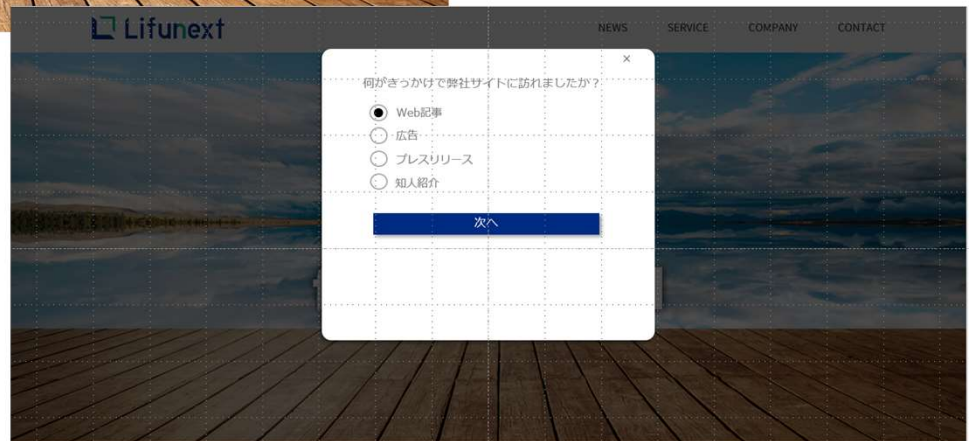 Lifunext
NEWS SERVICE COMPANY CONTACT
×
何がきっかけで弊社サイトに訪れましたか？
Web記事
広告
プレスリリース
知人紹介
次へ